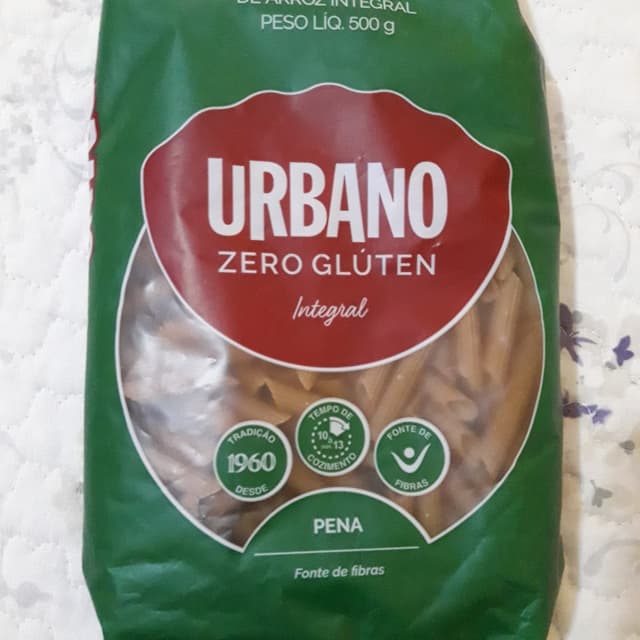 DE ARROZ INTEGRAL
PESO LÍQ. 500 g
URBANO
ZERO GLÚTEN
Integral
TRADIÇÃO
1960
DESDE
TEMPO DE
10 a 13
min.
COZIMENTO
FONTE DE
FIBRAS
PENA
Fonte de fibras